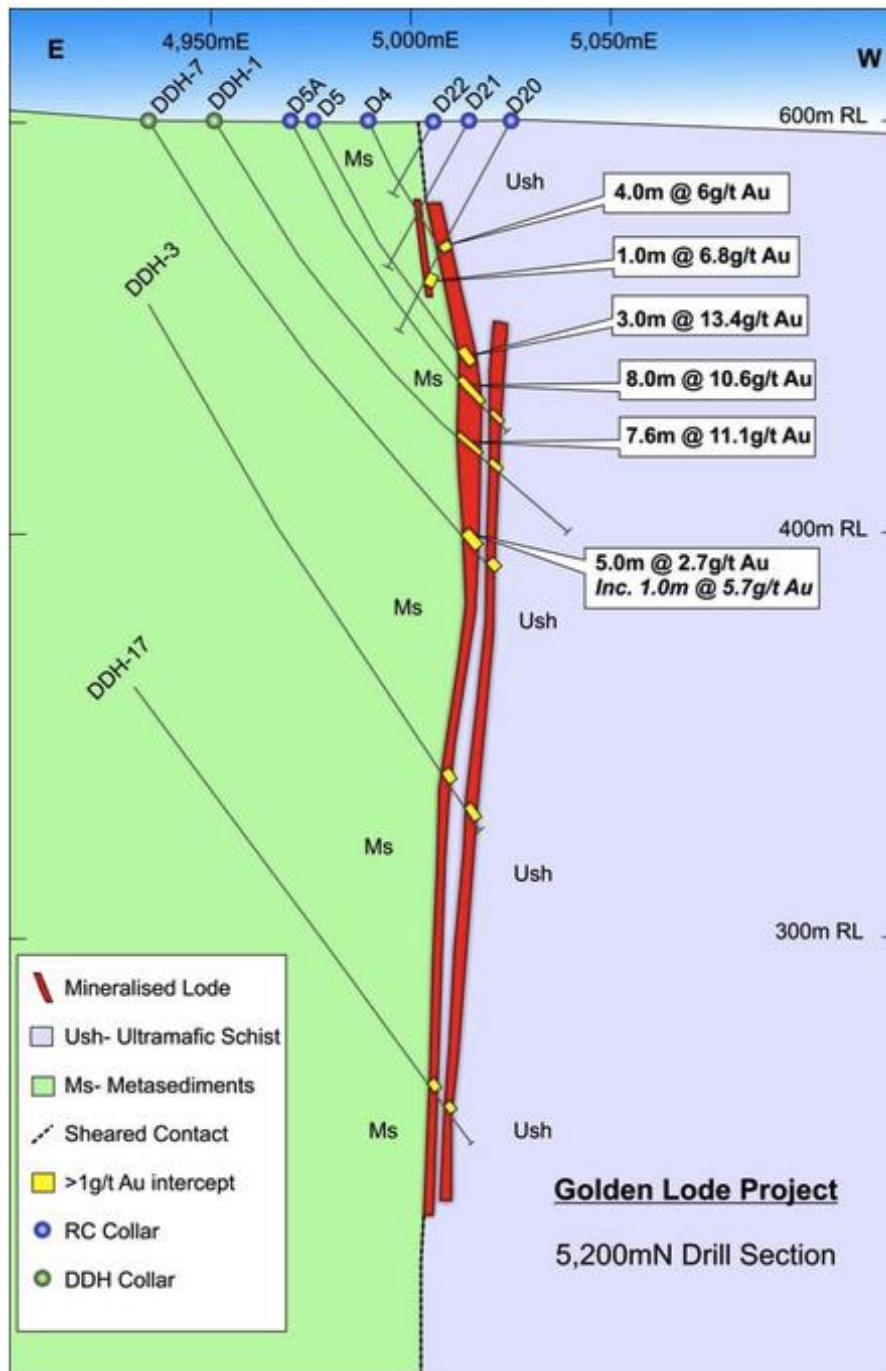 E
4,950mE
5,000mE
5,050mE
W
DDH-7
DDH-1
D5A
D5
D4
D22
D21
D20
600m RL
Ms
Ush
4.0m @ 6g/t Au
1.0m @ 6.8g/t Au
DDH-3
3.0m @ 13.4g/t Au
Ms
8.0m @ 10.6g/t Au
7.6m @ 11.1g/t Au
400m RL
5.0m @ 2.7g/t Au
Inc. 1.0m @ 5.7g/t Au
Ms
Ush
DDH-17
Ms
Ush
300m RL
Mineralised Lode
Ush- Ultramafic Schist
Ms- Metasediments
Sheared Contact
>1g/t Au intercept
RC Collar
DDH Collar
Ms
Ush
Golden Lode Project
5,200mN Drill Section